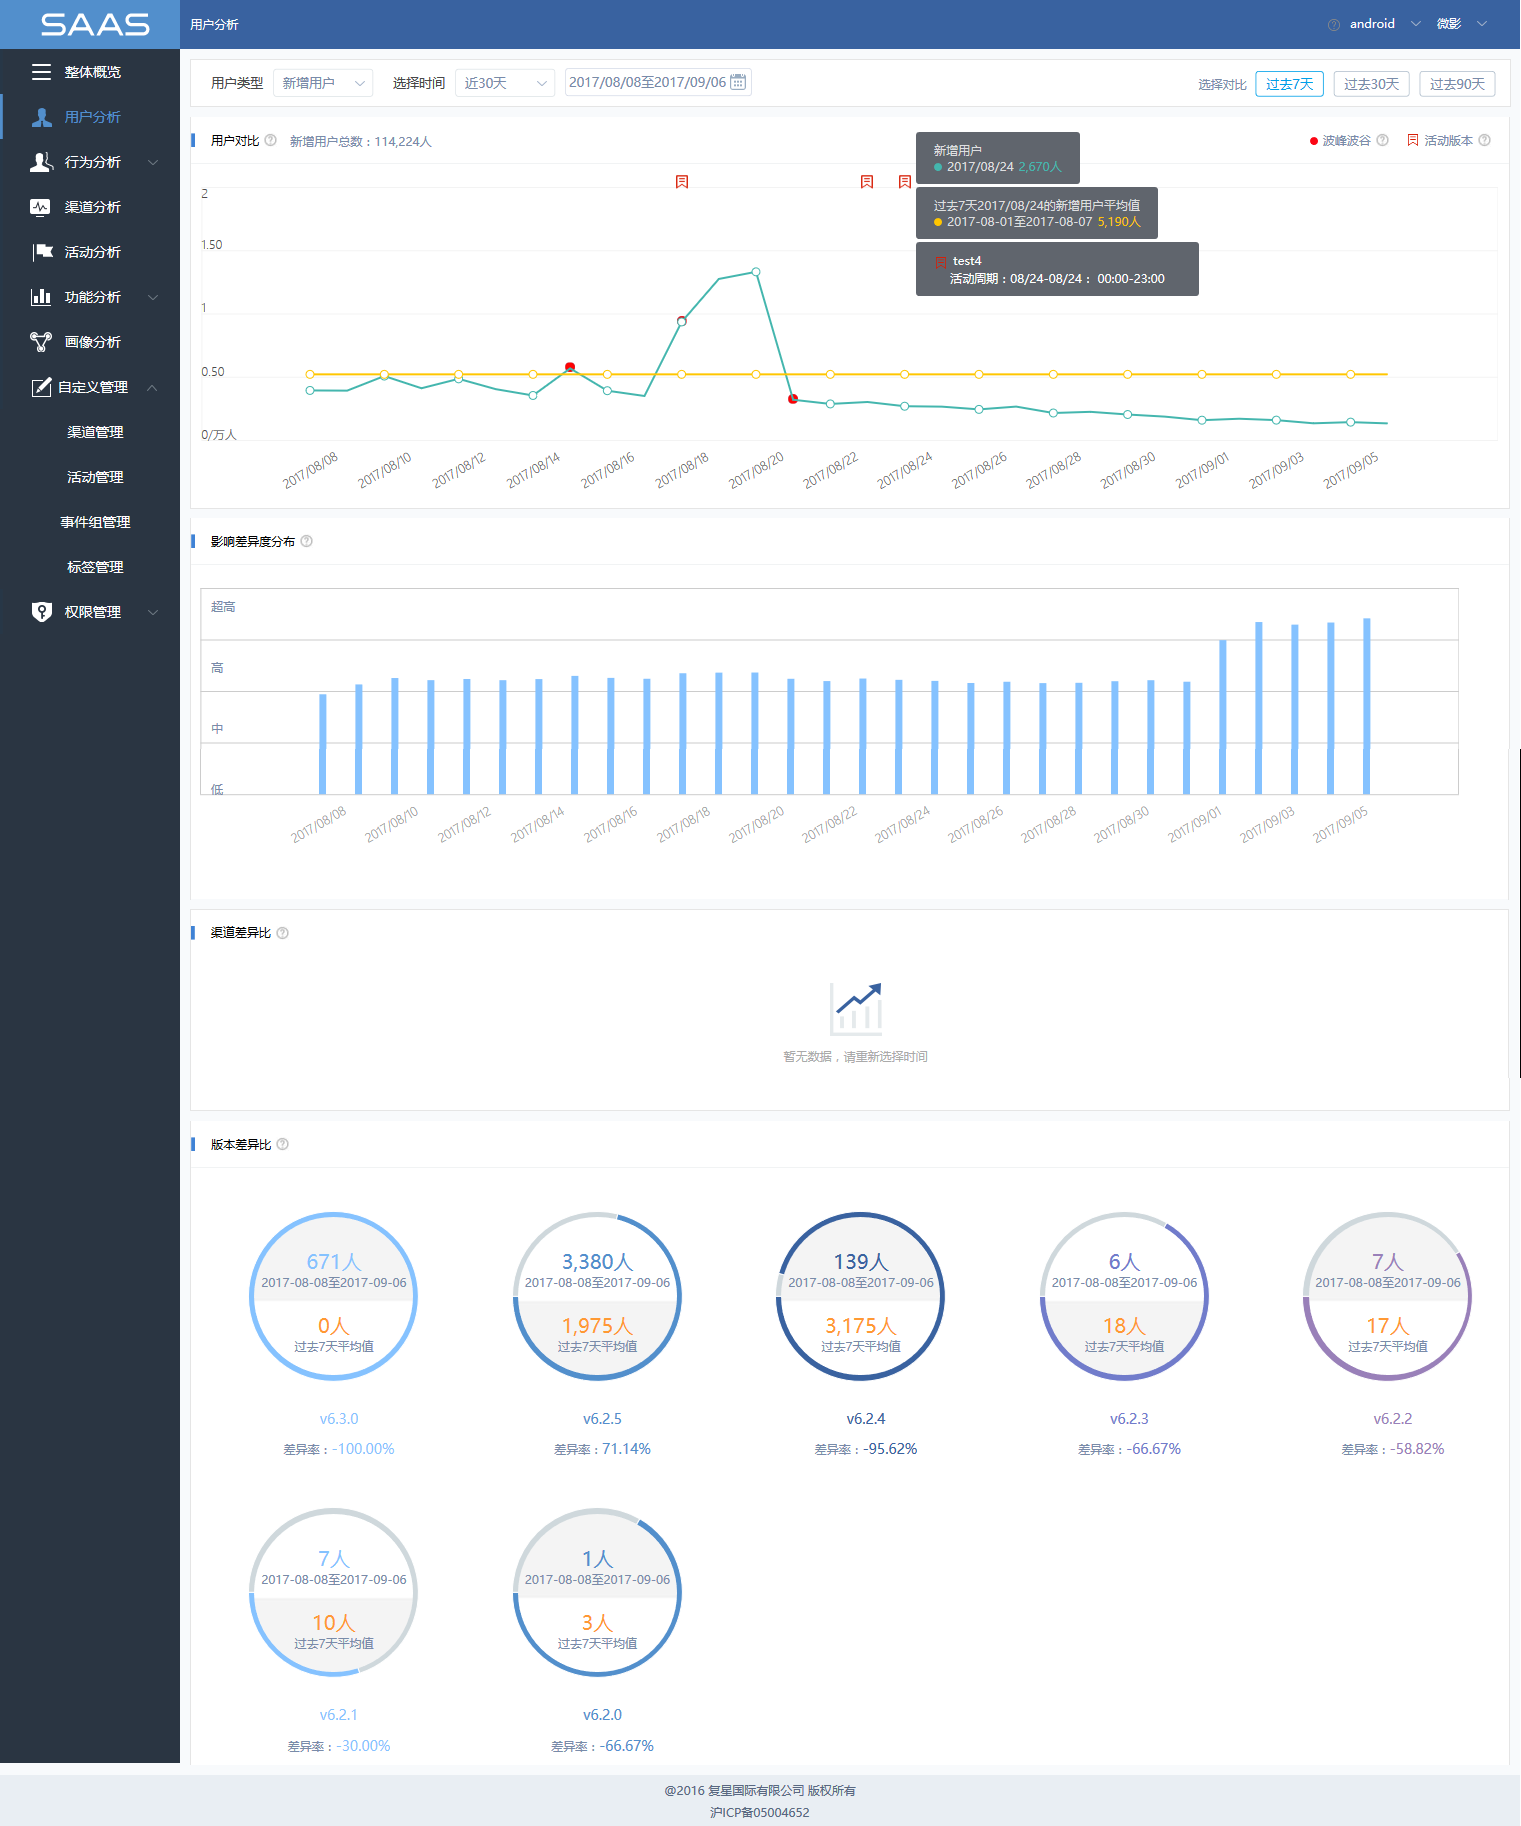 SAAS
用户分析
android
微影
整体概览
用户分析
行为分析
渠道分析
活动分析
功能分析
画像分析
自定义管理
渠道管理
活动管理
事件组管理
标签管理
权限管理
用户类型 新增用户 选择时间 近30天 2017/08/08至2017/09/06
选择对比 过去7天 过去30天 过去90天
用户对比 新增用户总数：114,224人
波峰波谷 活动版本
新增用户
2017/08/24 2,670人
过去7天2017/08/24的新增用户平均值
2017-08-01至2017-08-07 5,190人
test4
活动周期：08/24-08/24： 00:00-23:00
2
1.50
1
0.50
0/万人
2017/08/08 2017/08/10 2017/08/12 2017/08/14 2017/08/16 2017/08/18 2017/08/20 2017/08/22 2017/08/24 2017/08/26 2017/08/28 2017/08/30 2017/09/01 2017/09/03 2017/09/05
影响差异度分布
超高
高
中
低
2017/08/08 2017/08/10 2017/08/12 2017/08/14 2017/08/16 2017/08/18 2017/08/20 2017/08/22 2017/08/24 2017/08/26 2017/08/28 2017/08/30 2017/09/01 2017/09/03 2017/09/05
渠道差异比
暂无数据，请重新选择时间
版本差异比
671人
2017-08-08至2017-09-06
0人
过去7天平均值
v6.3.0
差异率：-100.00%
3,380人
2017-08-08至2017-09-06
1,975人
过去7天平均值
v6.2.5
差异率：71.14%
139人
2017-08-08至2017-09-06
3,175人
过去7天平均值
v6.2.4
差异率：-95.62%
6人
2017-08-08至2017-09-06
18人
过去7天平均值
v6.2.3
差异率：-66.67%
7人
2017-08-08至2017-09-06
17人
过去7天平均值
v6.2.2
差异率：-58.82%
7人
2017-08-08至2017-09-06
10人
过去7天平均值
v6.2.1
差异率：-30.00%
1人
2017-08-08至2017-09-06
3人
过去7天平均值
v6.2.0
差异率：-66.67%
@2016 复星国际有限公司 版权所有
沪ICP备05004652